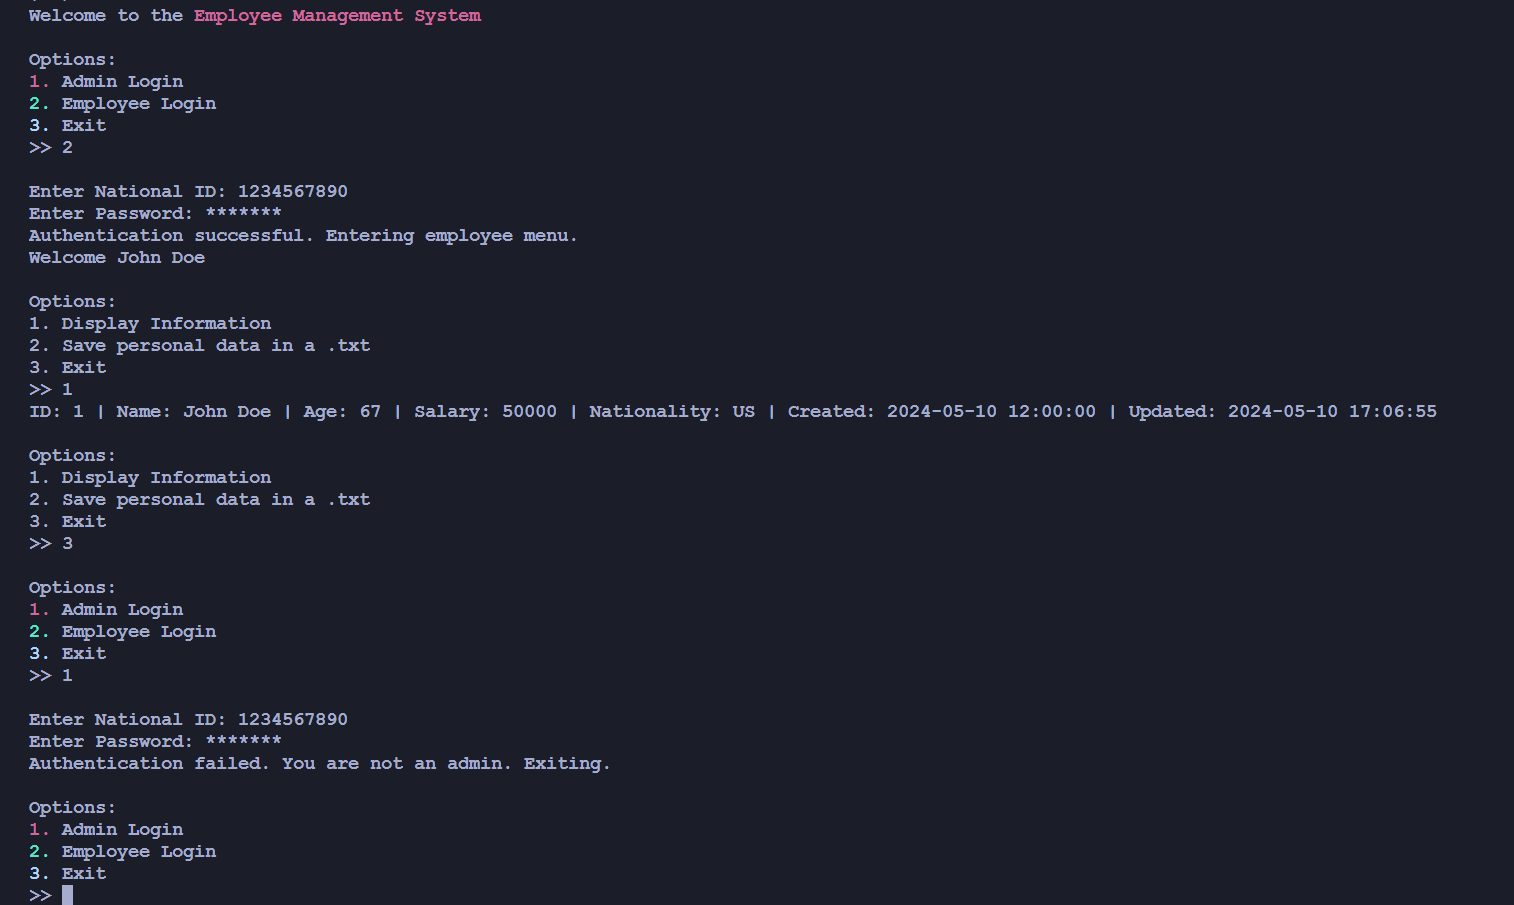 Welcome to the Employee Management System
Options:
1. Admin Login
2. Employee Login
3. Exit
>> 2
Enter National ID: 1234567890
Enter Password: *******
Authentication successful. Entering employee menu.
Welcome John Doe
Options:
1. Display Information
2. Save personal data in a .txt
3. Exit
>> 1
ID: 1 | Name: John Doe | Age: 67 | Salary: 50000 | Nationality: US | Created: 2024-05-10 12:00:00 | Updated: 2024-05-10 17:06:55
Options:
1. Display Information
2. Save personal data in a .txt
3. Exit
>> 3
Options:
1. Admin Login
2. Employee Login
3. Exit
>> 1
Enter National ID: 1234567890
Enter Password: *******
Authentication failed. You are not an admin. Exiting.
Options:
1. Admin Login
2. Employee Login
3. Exit
>>